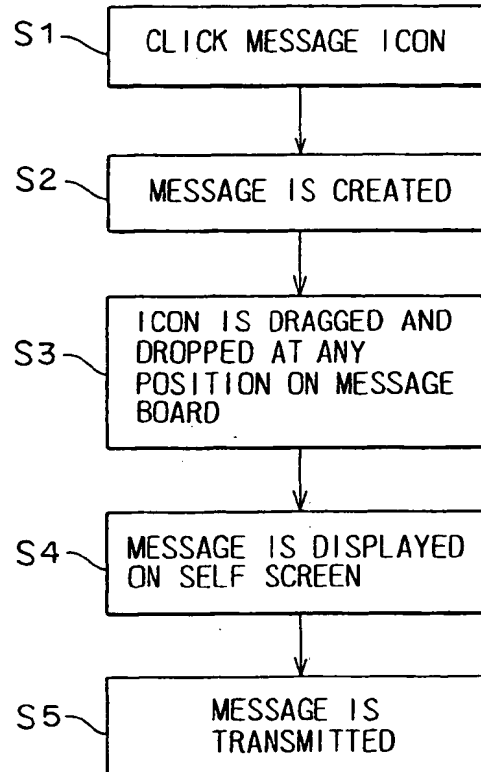 S1
CLICK MESSAGE ICON
S2
MESSAGE IS CREATED
S3
ICON IS DRAGGED AND
DROPPED AT ANY
POSITION ON MESSAGE
BOARD
S4
MESSAGE IS DISPLAYED
ON SELF SCREEN
S5
MESSAGE IS
TRANSMITTED